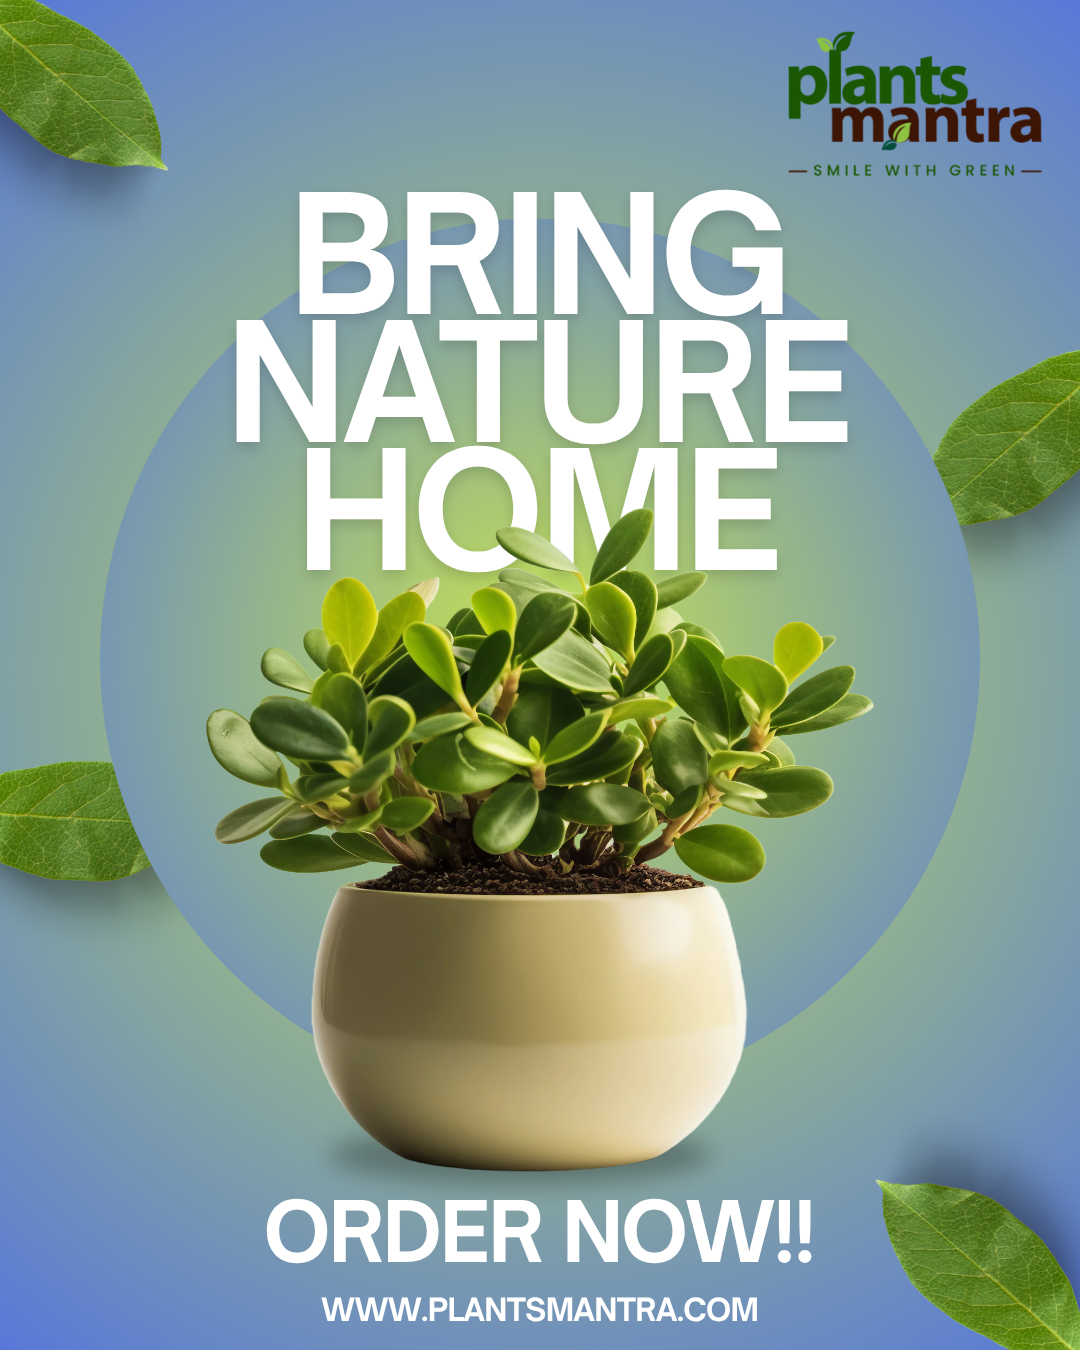 plants
mantra
SMILE WITH GREEN
BRING
NATURE
HOME
ORDER NOW!!
WWW.PLANTSMANTRA.COM